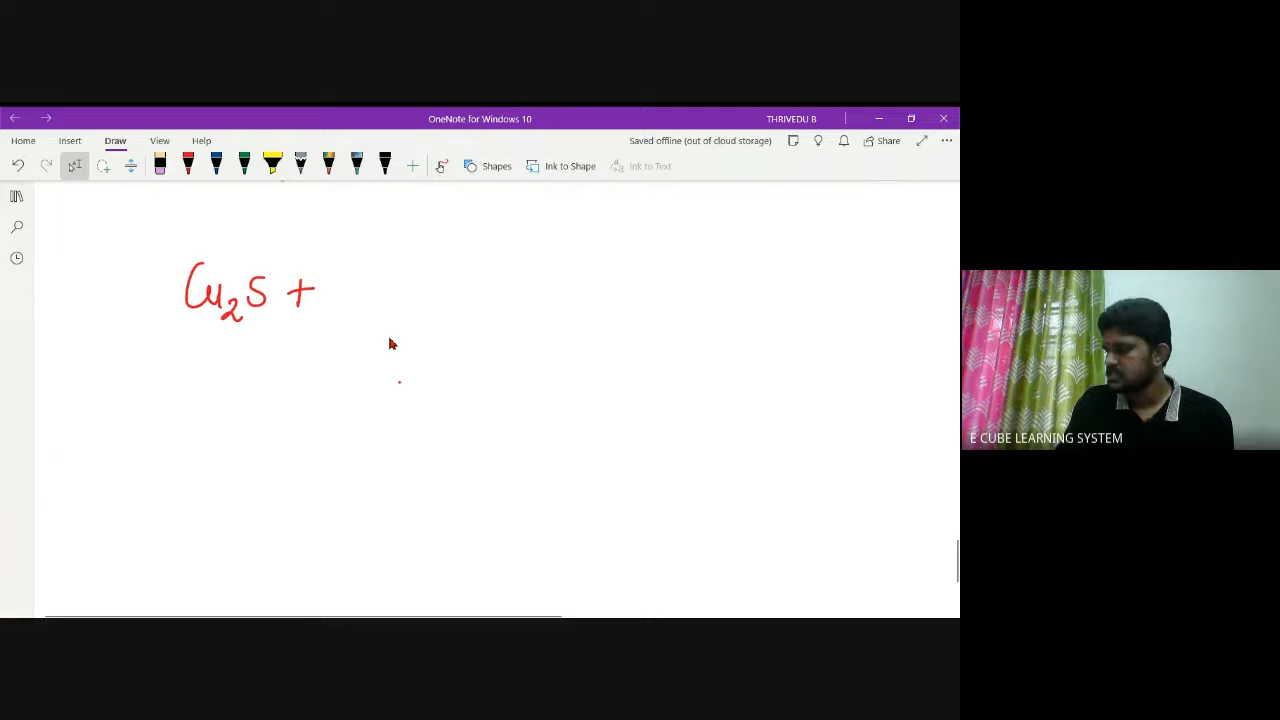 OneNote for Windows 10
THRIVEDU B
Home Insert Draw View Help
Saved offline (out of cloud storage)
Share
Shapes
Ink to Shape
Ink to Text
Cu₂S +
E CUBE LEARNING SYSTEM